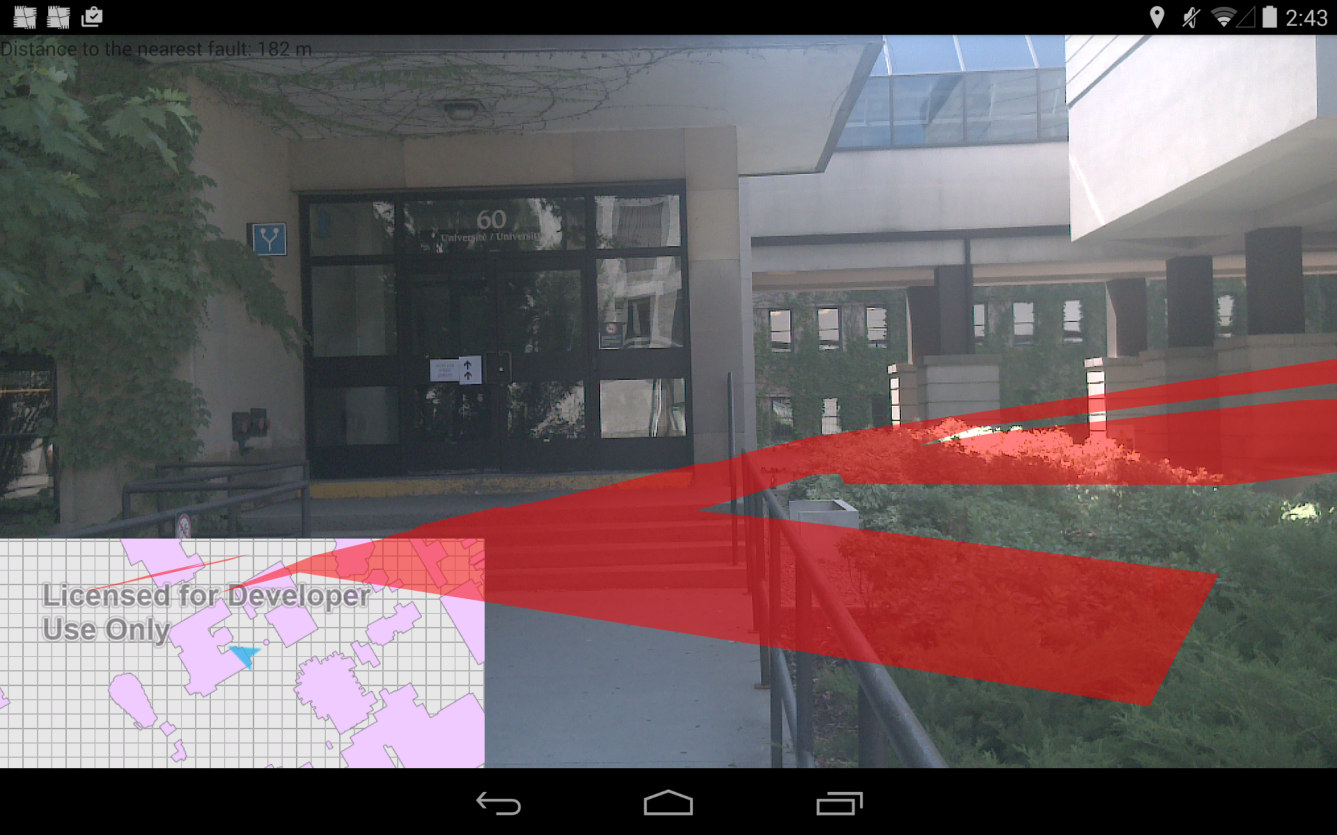 2:43
Distance to the nearest fault: 182 m
60
Université / University
Licensed for Developer
Use Only